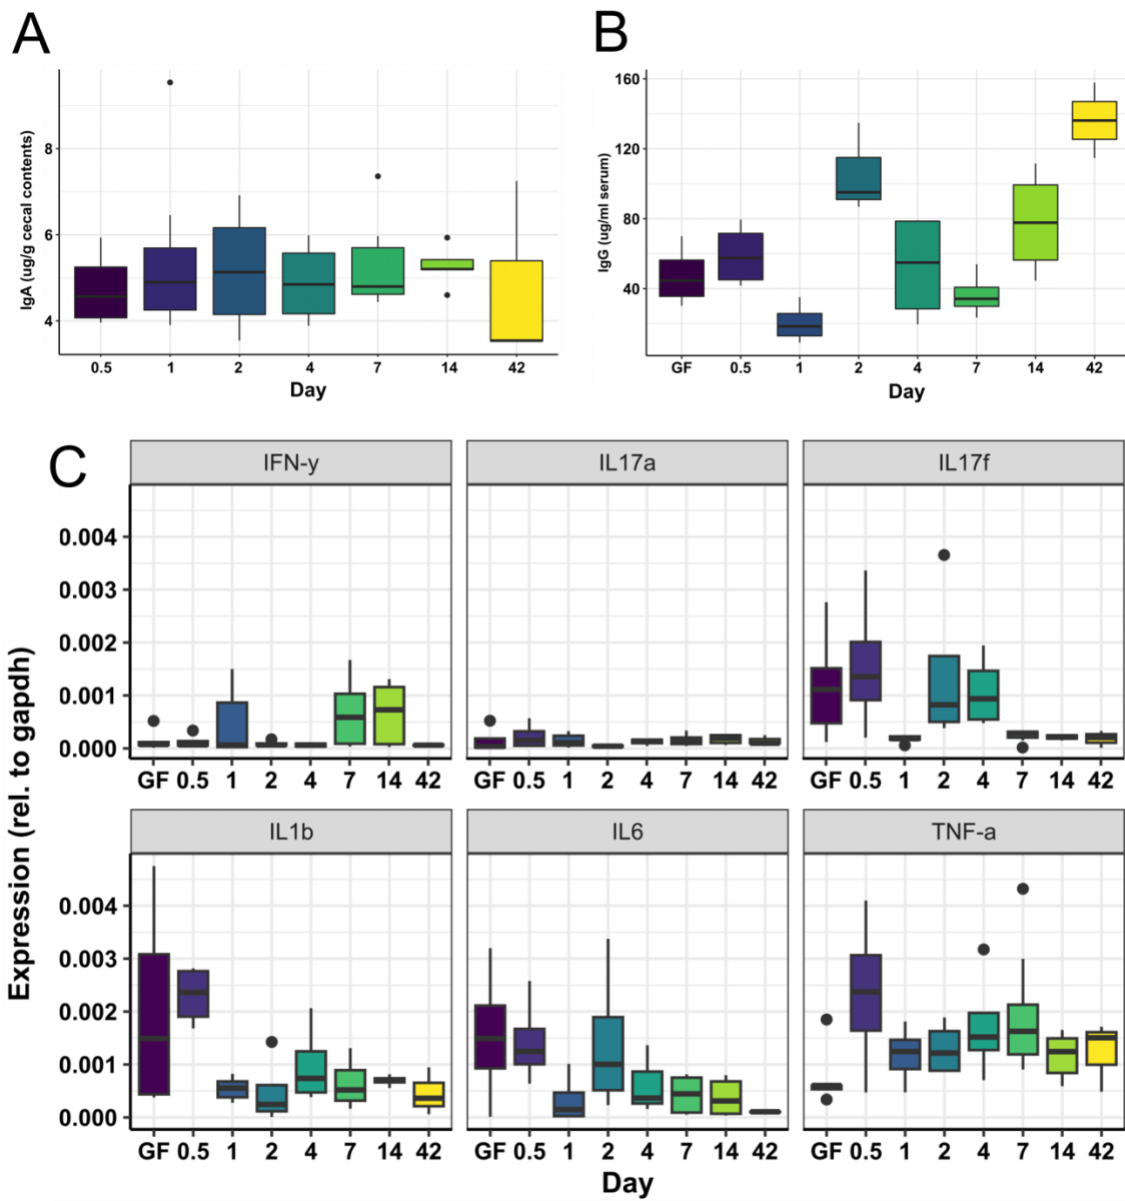 A
IgA (ug/g cecal contents)
8
6
4
0.5 1 2 4 7 14 42
Day
B
IgG (ug/ml serum)
160
120
80
40
GF 0.5 1 2 4 7 14 42
Day
C
Expression (rel. to gapdh)
IFN-y
IL17a
IL17f
0.004
0.003
0.002
0.001
0.000
GF 0.5 1 2 4 7 14 42
GF 0.5 1 2 4 7 14 42
GF 0.5 1 2 4 7 14 42
IL1b
IL6
TNF-a
0.004
0.003
0.002
0.001
0.000
GF 0.5 1 2 4 7 14 42
GF 0.5 1 2 4 7 14 42
GF 0.5 1 2 4 7 14 42
Day